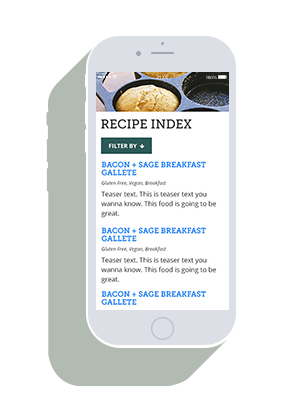 100%
RECIPE INDEX
FILTER BY
BACON + SAGE BREAKFAST
GALLETE
Gluten Free, Vegan, Breakfast
Teaser text. This is teaser text you
wanna know. This food is going to be
great.
BACON + SAGE BREAKFAST
GALLETE
Gluten Free, Vegan, Breakfast
Teaser text. This is teaser text you
wanna know. This food is going to be
great.
BACON + SAGE BREAKFAST
GALLETE